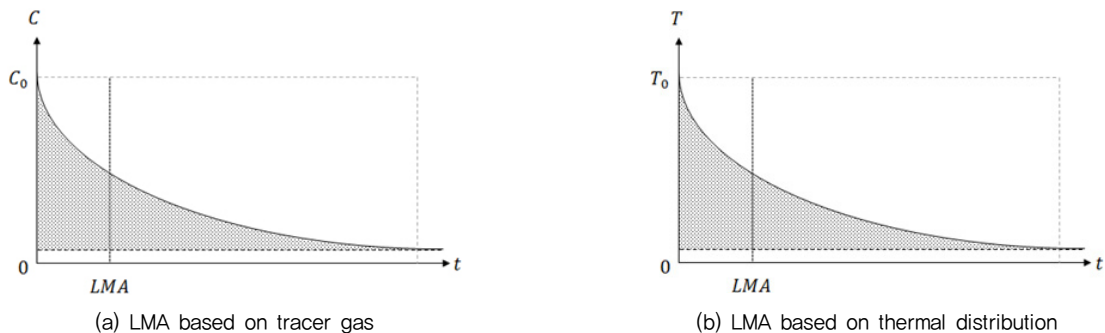 C
C₀
0
LMA
t
(a) LMA based on tracer gas
T
T₀
0
LMA
t
(b) LMA based on thermal distribution